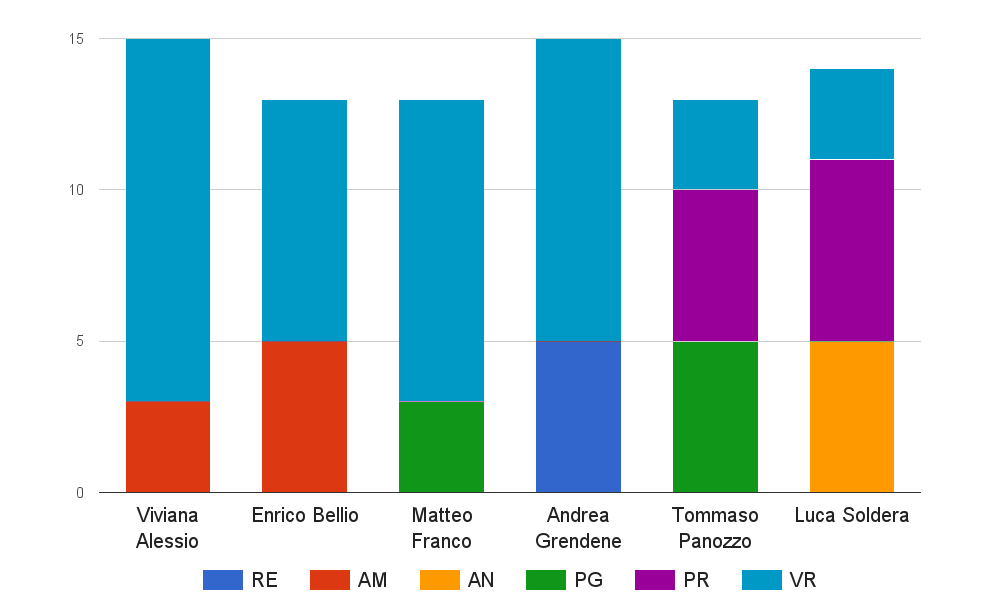 15
10
5
0
Viviana Alessio
Enrico Bellio
Matteo Franco
Andrea Grendene
Tommaso Panozzo
Luca Soldera
RE AM AN PG PR VR